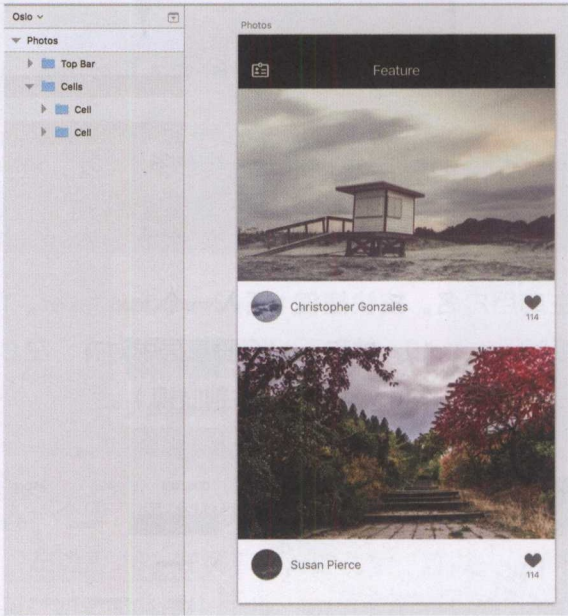 Oslo
Photos
Top Bar
Cells
Cell
Cell
Photos
Feature
Christopher Gonzales
114
Susan Pierce
114